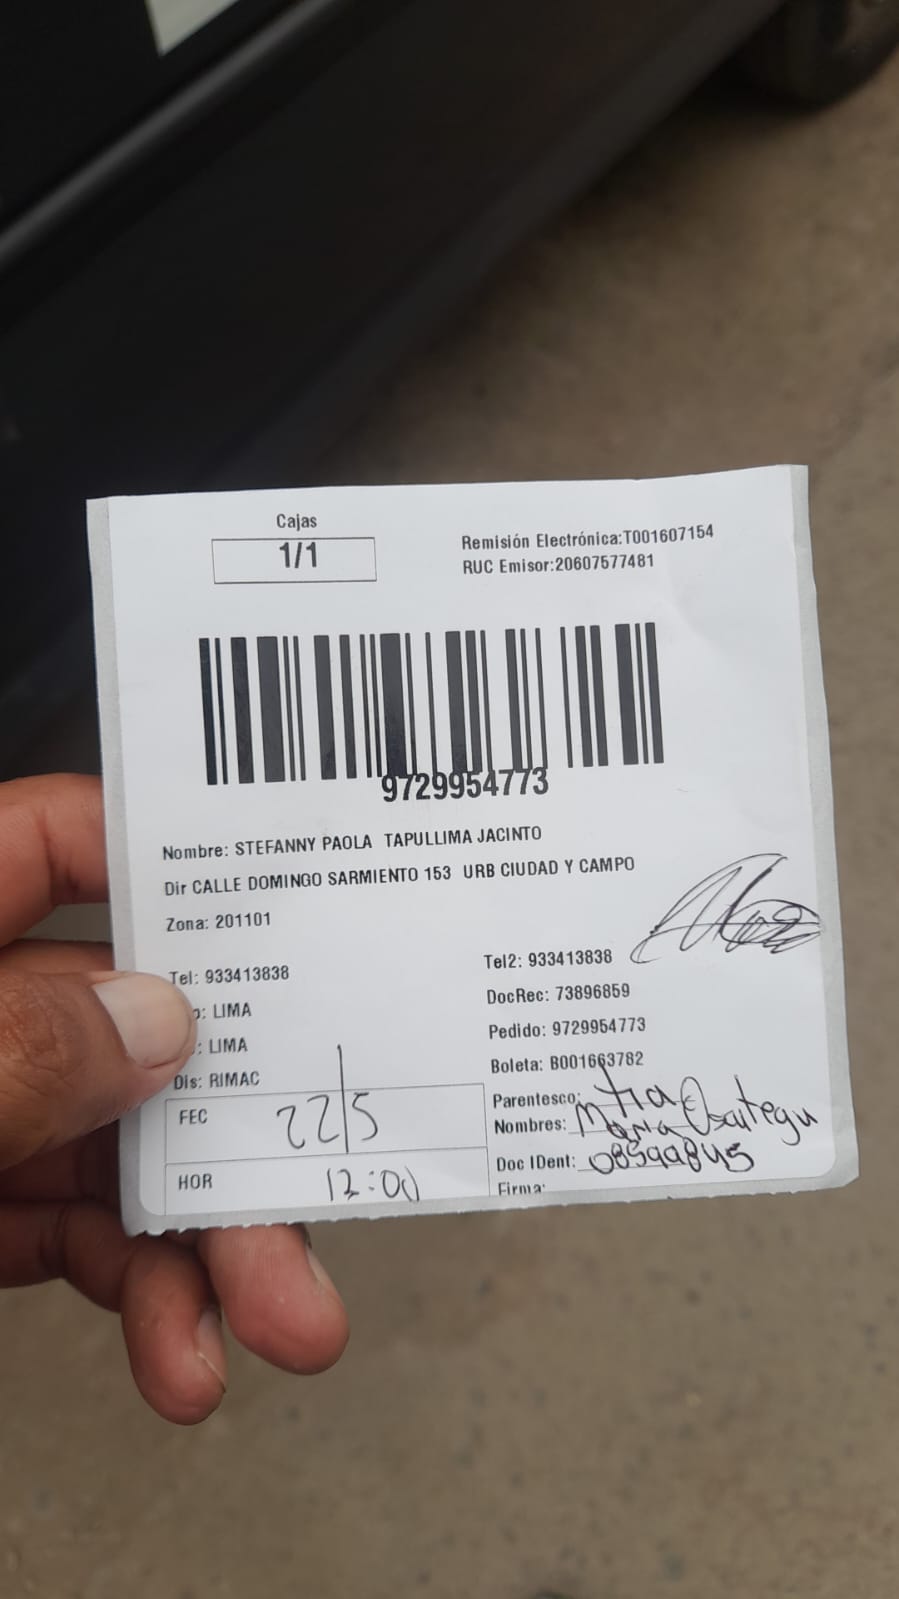 Cajas
1/1
Remisión Electrónica:T001607154
RUC Emisor:20607577481
9729954773
Nombre: STEFANNY PAOLA TAPULLIMA JACINTO
Dir CALLE DOMINGO SARMIENTO 153 URB CIUDAD Y CAMPO
Zona: 201101
Tel: 933413838
: LIMA
: LIMA
Dis: RIMAC
FEC 22/5
HOR 12:00
Tel2: 933413838
DocRec: 73896859
Pedido: 9729954773
Boleta: B001663782
Parentesco: tia
Nombres: Maria
Doc IDent:
Firma: